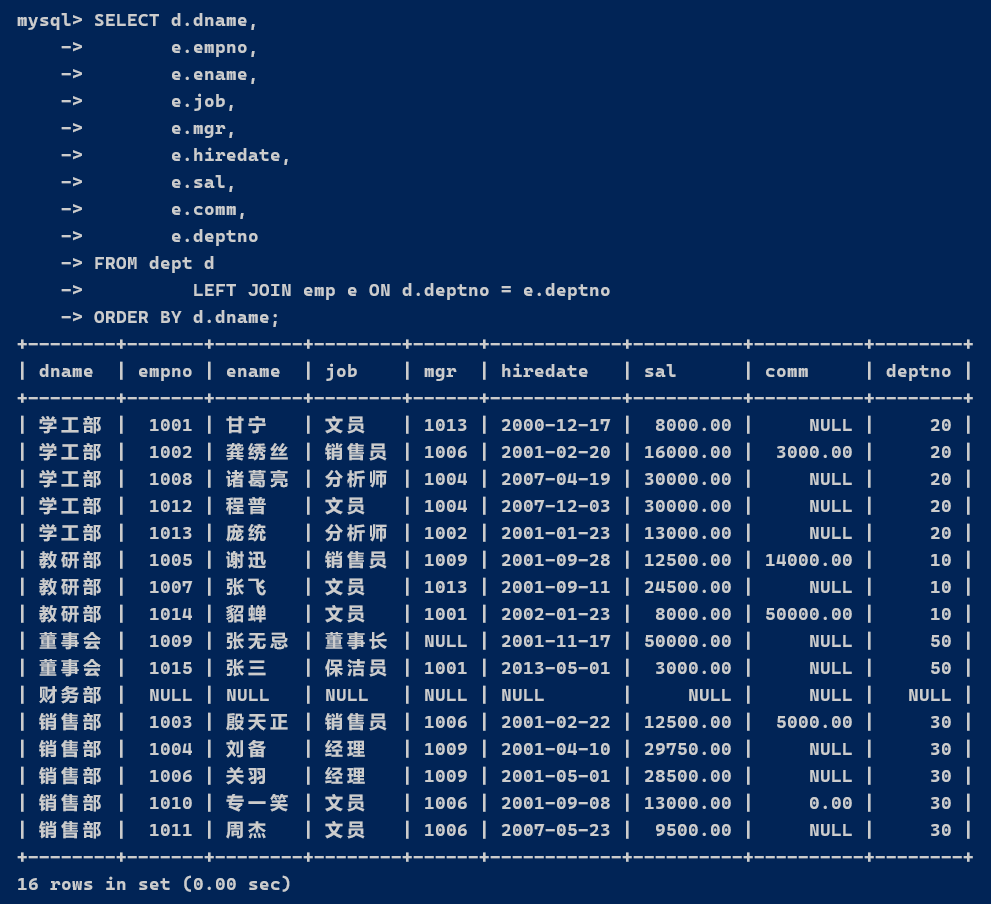 mysql> SELECT d.dname,
    ->        e.empno,
    ->        e.ename,
    ->        e.job,
    ->        e.mgr,
    ->        e.hiredate,
    ->        e.sal,
    ->        e.comm,
    ->        e.deptno
    -> FROM dept d
    ->          LEFT JOIN emp e ON d.deptno = e.deptno
    -> ORDER BY d.dname;
+--------+-------+--------+--------+------+------------+----------+----------+--------+
| dname  | empno | ename  | job    | mgr  | hiredate   | sal      | comm     | deptno |
+--------+-------+--------+--------+------+------------+----------+----------+--------+
| 学工部 |  1001 | 甘宁   | 文员   | 1013 | 2000-12-17 |  8000.00 |     NULL |     20 |
| 学工部 |  1002 | 龚绣丝 | 销售员 | 1006 | 2001-02-20 | 16000.00 |  3000.00 |     20 |
| 学工部 |  1008 | 诸葛亮 | 分析师 | 1004 | 2007-04-19 | 30000.00 |     NULL |     20 |
| 学工部 |  1012 | 程普   | 文员   | 1004 | 2007-12-03 | 30000.00 |     NULL |     20 |
| 学工部 |  1013 | 庞统   | 分析师 | 1002 | 2001-01-23 | 13000.00 |     NULL |     20 |
| 教研部 |  1005 | 谢迅   | 销售员 | 1009 | 2001-09-28 | 12500.00 | 14000.00 |     10 |
| 教研部 |  1007 | 张飞   | 文员   | 1013 | 2001-09-11 | 24500.00 |     NULL |     10 |
| 教研部 |  1014 | 貂蝉   | 文员   | 1001 | 2002-01-23 |  8000.00 | 50000.00 |     10 |
| 董事会 |  1009 | 张无忌 | 董事长 | NULL | 2001-11-17 | 50000.00 |     NULL |     50 |
| 董事会 |  1015 | 张三   | 保洁员 | 1001 | 2013-05-01 |  3000.00 |     NULL |     50 |
| 财务部 |  NULL | NULL   | NULL   | NULL | NULL       |     NULL |     NULL |   NULL |
| 销售部 |  1003 | 殷天正 | 销售员 | 1006 | 2001-02-22 | 12500.00 |  5000.00 |     30 |
| 销售部 |  1004 | 刘备   | 经理   | 1009 | 2001-04-10 | 29750.00 |     NULL |     30 |
| 销售部 |  1006 | 关羽   | 经理   | 1009 | 2001-05-01 | 28500.00 |     NULL |     30 |
| 销售部 |  1010 | 专一笑 | 文员   | 1006 | 2001-09-08 | 13000.00 |     0.00 |     30 |
| 销售部 |  1011 | 周杰   | 文员   | 1006 | 2007-05-23 |  9500.00 |     NULL |     30 |
+--------+-------+--------+--------+------+------------+----------+----------+--------+
16 rows in set (0.00 sec)